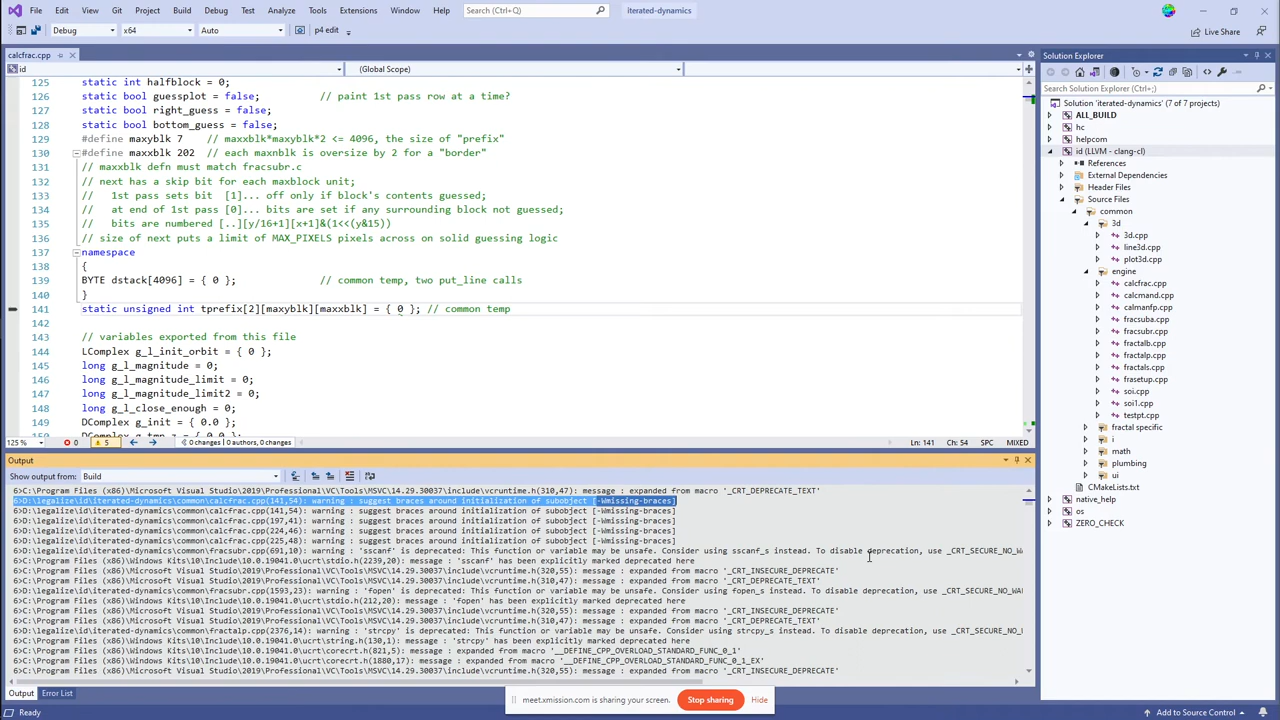 File Edit View Git Project Build Debug Test Analyze Tools Extensions Window Help Search (Ctrl+Q) iterated-dynamics
Debug x64 Auto p4 edit Live Share
calcfrac.cpp
id (Global Scope)
125 static int halfblock = 0;
126 static bool guessplot = false; // paint 1st pass row at a time?
127 static bool right_guess = false;
128 static bool bottom_guess = false;
129 #define maxyblk 7 // maxxblk*maxyblk*2 <= 4096, the size of "prefix"
130 #define maxxblk 202 // each maxnblk is oversize by 2 for a "border"
131 // maxxblk defn must match fracsubr.c
132 // next has a skip bit for each maxblock unit;
133 // 1st pass sets bit [1]... off only if block's contents guessed;
134 // at end of 1st pass [0]... bits are set if any surrounding block not guessed;
135 // bits are numbered [..][y/16+1][x+1]&(1<<(y&15))
136 // size of next puts a limit of MAX_PIXELS pixels across on solid guessing logic
137 namespace
138 {
139 BYTE dstack[4096] = { 0 }; // common temp, two put_line calls
140 }
141 static unsigned int tprefix[2][maxyblk][maxxblk] = { 0 }; // common temp
142
143 // variables exported from this file
144 LComplex g_l_init_orbit = { 0 };
145 long g_l_magnitude = 0;
146 long g_l_magnitude_limit = 0;
147 long g_l_magnitude_limit2 = 0;
148 long g_l_close_enough = 0;
149 DComplex g_init = { 0.0 };
150 DComplex g_tmp_z = { 0.0 };
125 % 0 5 0 changes | 0 authors, 0 changes Ln: 141 Ch: 54 SPC MIXED
Output
Show output from: Build
6>C:\Program Files (x86)\Microsoft Visual Studio\2019\Professional\VC\Tools\MSVC\14.29.30037\include\vcruntime.h(310,47): message : expanded from macro '_CRT_DEPRECATE_TEXT'
6>D:\legalize\id\iterated-dynamics\common\calcfrac.cpp(141,54): warning : suggest braces around initialization of subobject [-Wmissing-braces]
6>D:\legalize\id\iterated-dynamics\common\calcfrac.cpp(141,54): warning : suggest braces around initialization of subobject [-Wmissing-braces]
6>D:\legalize\id\iterated-dynamics\common\calcfrac.cpp(197,41): warning : suggest braces around initialization of subobject [-Wmissing-braces]
6>D:\legalize\id\iterated-dynamics\common\calcfrac.cpp(224,46): warning : suggest braces around initialization of subobject [-Wmissing-braces]
6>D:\legalize\id\iterated-dynamics\common\calcfrac.cpp(225,48): warning : suggest braces around initialization of subobject [-Wmissing-braces]
6>D:\legalize\id\iterated-dynamics\common\fracsubr.cpp(691,10): warning : 'sscanf' is deprecated: This function or variable may be unsafe. Consider using sscanf_s instead. To disable deprecation, use _CRT_SECURE_NO_WA
6>C:\Program Files (x86)\Windows Kits\10\Include\10.0.19041.0\ucrt\stdio.h(2239,20): message : 'sscanf' has been explicitly marked deprecated here
6>C:\Program Files (x86)\Microsoft Visual Studio\2019\Professional\VC\Tools\MSVC\14.29.30037\include\vcruntime.h(320,55): message : expanded from macro '_CRT_INSECURE_DEPRECATE'
6>C:\Program Files (x86)\Microsoft Visual Studio\2019\Professional\VC\Tools\MSVC\14.29.30037\include\vcruntime.h(310,47): message : expanded from macro '_CRT_DEPRECATE_TEXT'
6>D:\legalize\id\iterated-dynamics\common\fracsubr.cpp(1593,23): warning : 'fopen' is deprecated: This function or variable may be unsafe. Consider using fopen_s instead. To disable deprecation, use _CRT_SECURE_NO_WAR
6>C:\Program Files (x86)\Windows Kits\10\Include\10.0.19041.0\ucrt\stdio.h(212,20): message : 'fopen' has been explicitly marked deprecated here
6>C:\Program Files (x86)\Microsoft Visual Studio\2019\Professional\VC\Tools\MSVC\14.29.30037\include\vcruntime.h(320,55): message : expanded from macro '_CRT_INSECURE_DEPRECATE'
6>C:\Program Files (x86)\Microsoft Visual Studio\2019\Professional\VC\Tools\MSVC\14.29.30037\include\vcruntime.h(310,47): message : expanded from macro '_CRT_DEPRECATE_TEXT'
6>D:\legalize\id\iterated-dynamics\common\fractalp.cpp(2376,14): warning : 'strcpy' is deprecated: This function or variable may be unsafe. Consider using strcpy_s instead. To disable deprecation, use _CRT_SECURE_NO_W
6>C:\Program Files (x86)\Windows Kits\10\Include\10.0.19041.0\ucrt\string.h(130,1): message : 'strcpy' has been explicitly marked deprecated here
6>C:\Program Files (x86)\Windows Kits\10\Include\10.0.19041.0\ucrt\corecrt.h(821,5): message : expanded from macro '__DEFINE_CPP_OVERLOAD_STANDARD_FUNC_0_1'
6>C:\Program Files (x86)\Windows Kits\10\Include\10.0.19041.0\ucrt\corecrt.h(1880,17): message : expanded from macro '__DEFINE_CPP_OVERLOAD_STANDARD_FUNC_0_1_EX'
6>C:\Program Files (x86)\Microsoft Visual Studio\2019\Professional\VC\Tools\MSVC\14.29.30037\include\vcruntime.h(320,55): message : expanded from macro '_CRT_INSECURE_DEPRECATE'
Output Error List
meet.xmission.com is sharing your screen. Stop sharing Hide
Ready Add to Source Control
Solution Explorer
Search Solution Explorer (Ctrl+;)
Solution 'iterated-dynamics' (7 of 7 projects)
ALL_BUILD
hc
helpcom
id (LLVM - clang-cl)
References
External Dependencies
Header Files
Source Files
common
3d
3d.cpp
line3d.cpp
plot3d.cpp
engine
calcfrac.cpp
calcmand.cpp
calmanfp.cpp
fracsuba.cpp
fracsubr.cpp
fractalb.cpp
fractalp.cpp
fractals.cpp
frasetup.cpp
soi.cpp
soi1.cpp
testpt.cpp
fractal specific
i
math
plumbing
ui
CMakeLists.txt
native_help
os
ZERO_CHECK